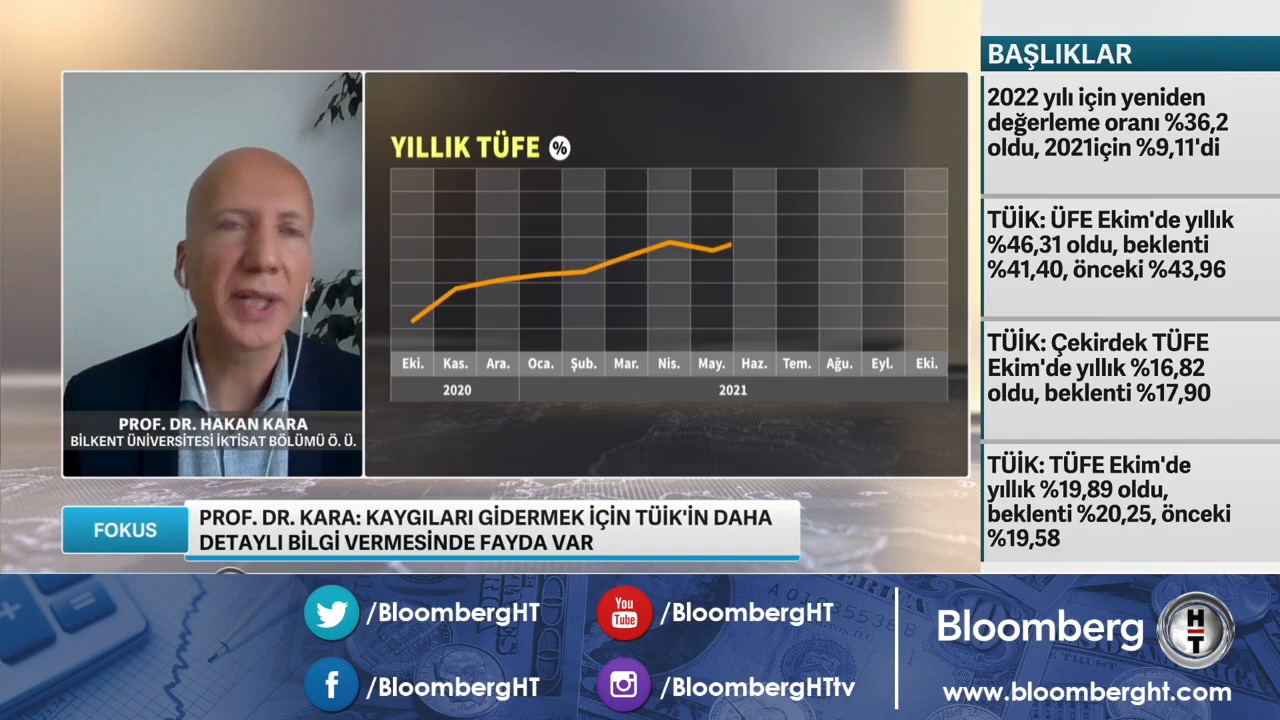 YILLIK TÜFE %
Eki. Kas. Ara. Oca. Şub. Mar. Nis. May. Haz. Tem. Ağu. Eyl. Eki.
2020 2021
PROF. DR. HAKAN KARA
BİLKENT ÜNİVERSİTESİ İKTİSAT BÖLÜMÜ Ö. Ü.
FOKUS
PROF. DR. KARA: KAYGILARI GİDERMEK İÇİN TÜİK'İN DAHA
DETAYLI BİLGİ VERMESİNDE FAYDA VAR
BAŞLIKLAR
2022 yılı için yeniden
değerleme oranı %36,2
oldu, 2021için %9,11'di
TÜİK: ÜFE Ekim'de yıllık
%46,31 oldu, beklenti
%41,40, önceki %43,96
TÜİK: Çekirdek TÜFE
Ekim'de yıllık %16,82
oldu, beklenti %17,90
TÜİK: TÜFE Ekim'de
yıllık %19,89 oldu,
beklenti %20,25, önceki
%19,58
/BloombergHT
You
Tube
/BloombergHT
f
/BloombergHT
/BloombergHTtv
Bloomberg HT
www.bloomberght.com